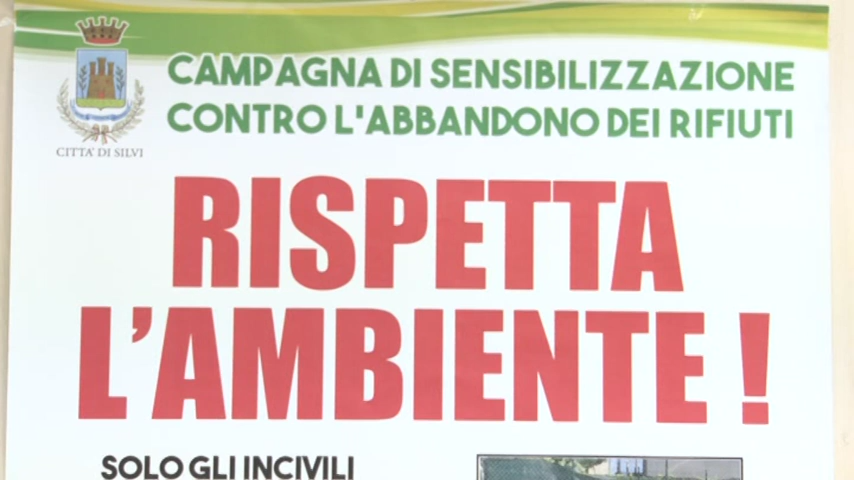 CAMPAGNA DI SENSIBILIZZAZIONE
CONTRO L'ABBANDONO DEI RIFIUTI
CITTA' DI SILVI
RISPETTA
L'AMBIENTE !
SOLO GLI INCIVILI